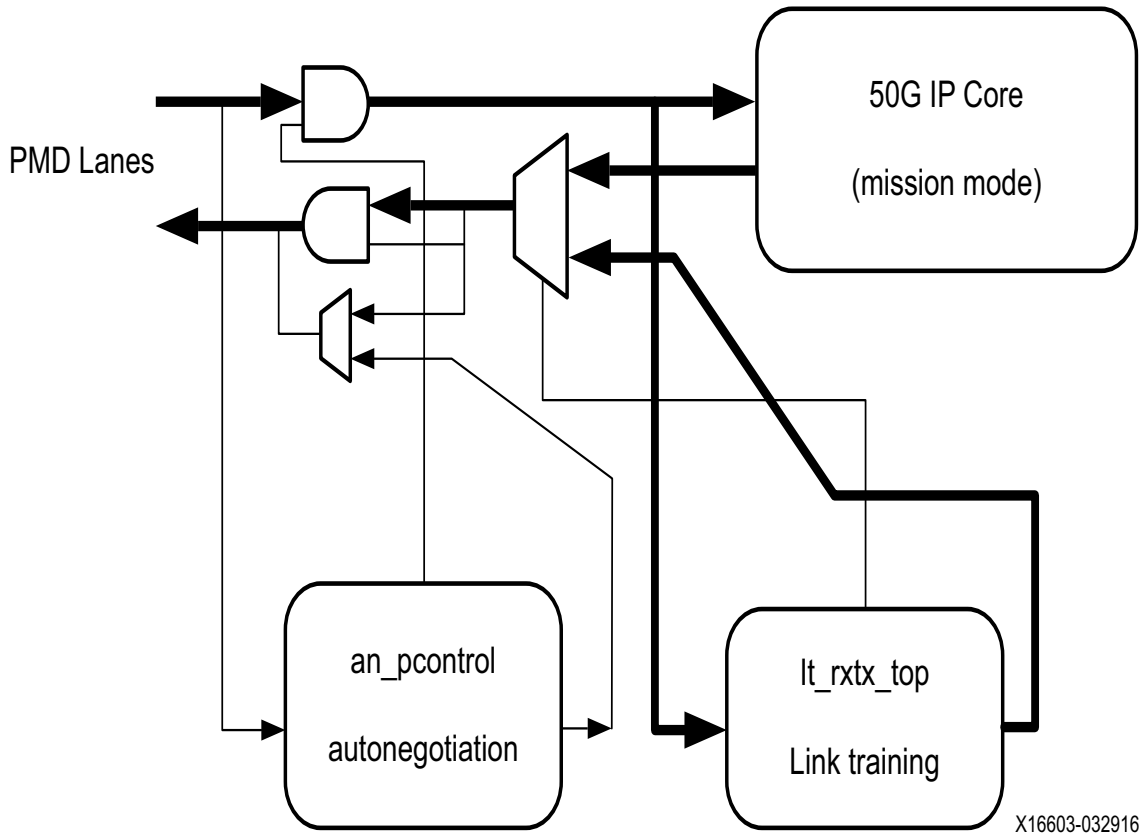 50G IP Core
(mission mode)
PMD Lanes
an_pcontrol
autonegotiation
lt_rxtx_top
Link training
X16603-032916